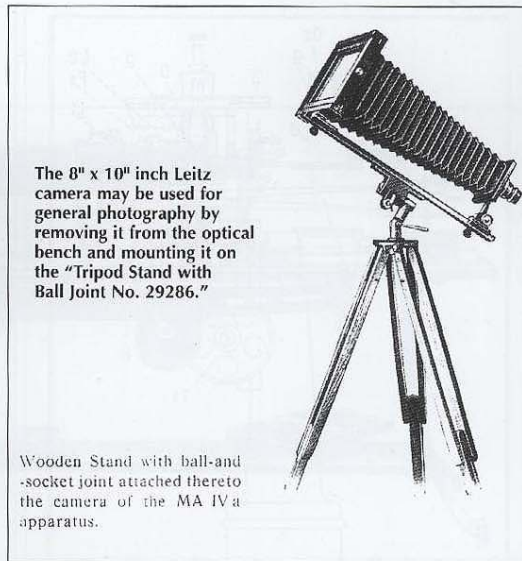 The 8" x 10" inch Leitz
camera may be used for
general photography by
removing it from the optical
bench and mounting it on
the “Tripod Stand with
Ball Joint No. 29286.”
Wooden Stand with ball-and
-socket joint attached thereto
the camera of the MA IVa
apparatus.